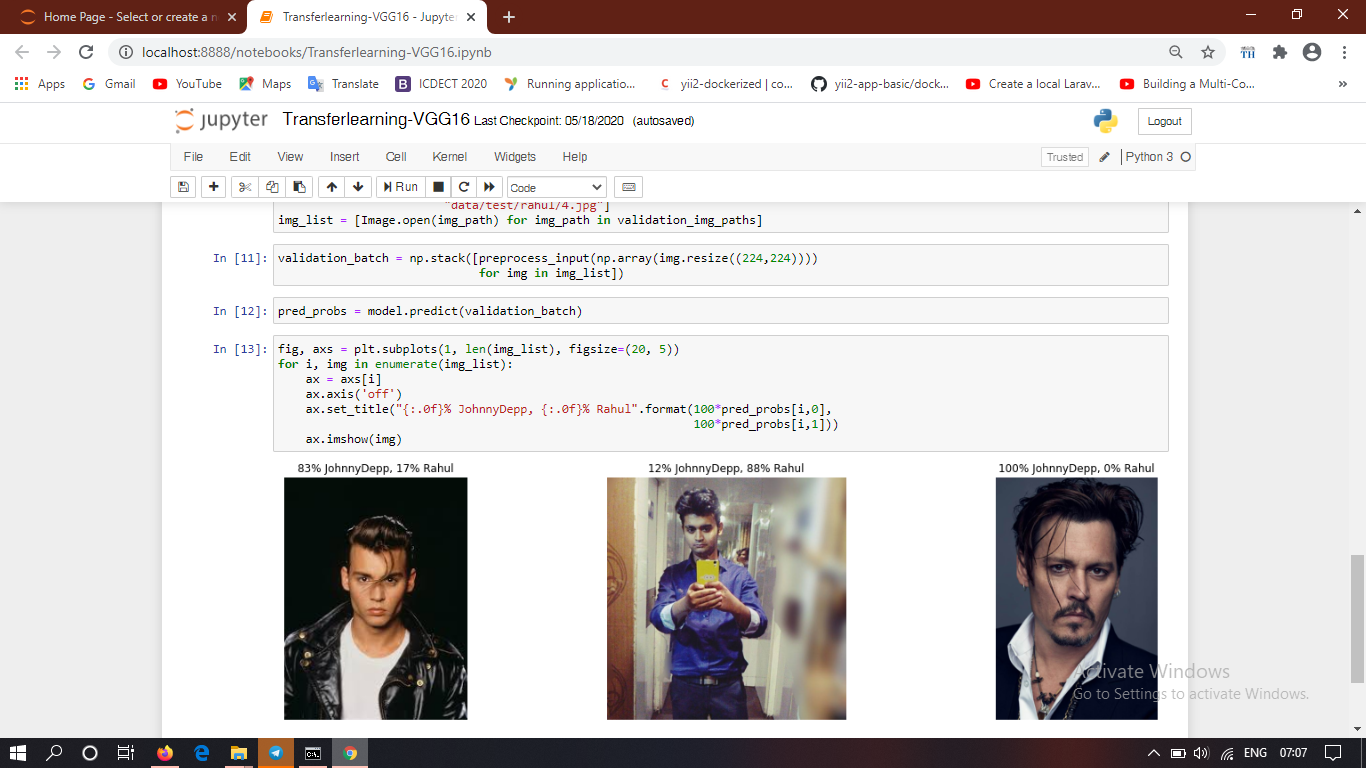 Home Page - Select or create a n
Transferlearning-VGG16 - Jupyter
localhost:8888/notebooks/Transferlearning-VGG16.ipynb
TH
Apps Gmail YouTube Maps Translate B ICDECT 2020 Running applicatio... C yii2-dockerized | co... yii2-app-basic/dock... Create a local Larav... Building a Multi-Co... »
jupyter Transferlearning-VGG16 Last Checkpoint: 05/18/2020 (autosaved)
Logout
File Edit View Insert Cell Kernel Widgets Help
Trusted Python 3
Run Code
"data/test/rahul/4.jpg"]
img_list = [Image.open(img_path) for img_path in validation_img_paths]
In [11]: validation_batch = np.stack([preprocess_input(np.array(img.resize((224,224))))
for img in img_list])
In [12]: pred_probs = model.predict(validation_batch)
In [13]: fig, axs = plt.subplots(1, len(img_list), figsize=(20, 5))
for i, img in enumerate(img_list):
ax = axs[i]
ax.axis('off')
ax.set_title("{:.0f}% JohnnyDepp, {:.0f}% Rahul".format(100*pred_probs[i,0],
100*pred_probs[i,1]))
ax.imshow(img)
83% JohnnyDepp, 17% Rahul
12% JohnnyDepp, 88% Rahul
100% JohnnyDepp, 0% Rahul
Activate Windows
Go to Settings to activate Windows.
C:\.
ENG 07:07